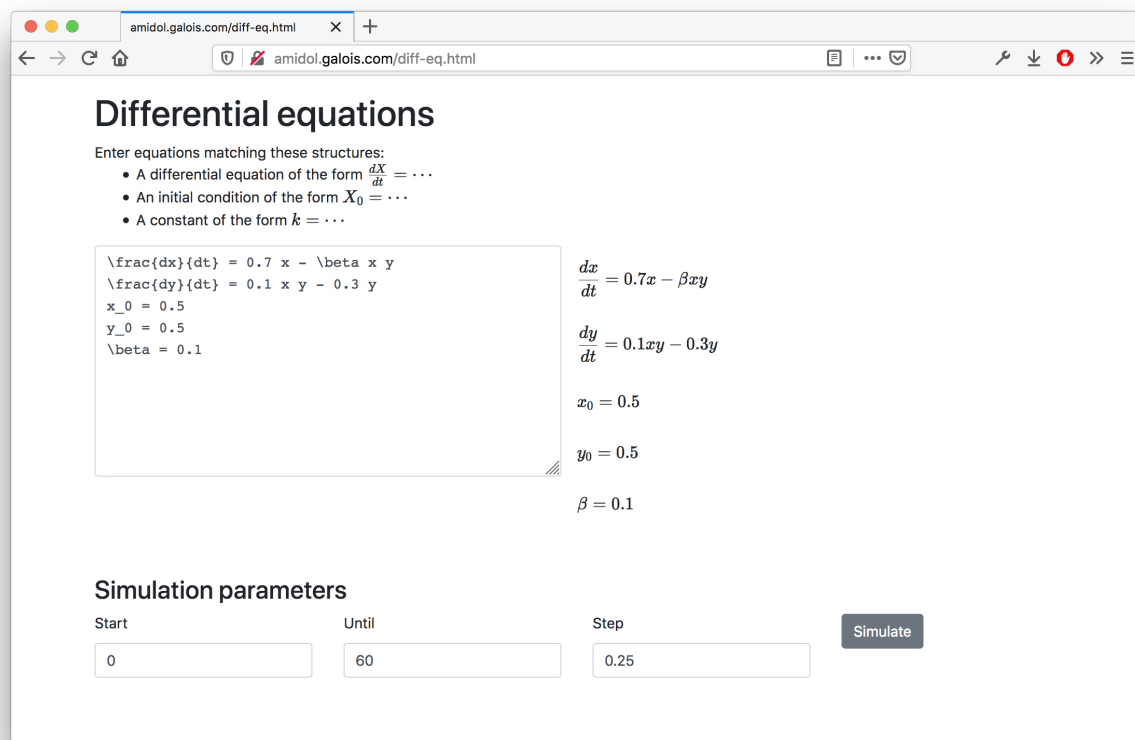 amidol.galois.com/diff-eq.html
amidol.galois.com/diff-eq.html
Differential equations
Enter equations matching these structures:
• A differential equation of the form dX/dt = ⋯
• An initial condition of the form X₀ = ⋯
• A constant of the form k = ⋯
\frac{dx}{dt} = 0.7 x - \beta x y
\frac{dy}{dt} = 0.1 x y - 0.3 y
x_0 = 0.5
y_0 = 0.5
\beta = 0.1
dx/dt = 0.7x − βxy
dy/dt = 0.1xy − 0.3y
x₀ = 0.5
y₀ = 0.5
β = 0.1
Simulation parameters
Start Until Step
Simulate
0 60 0.25